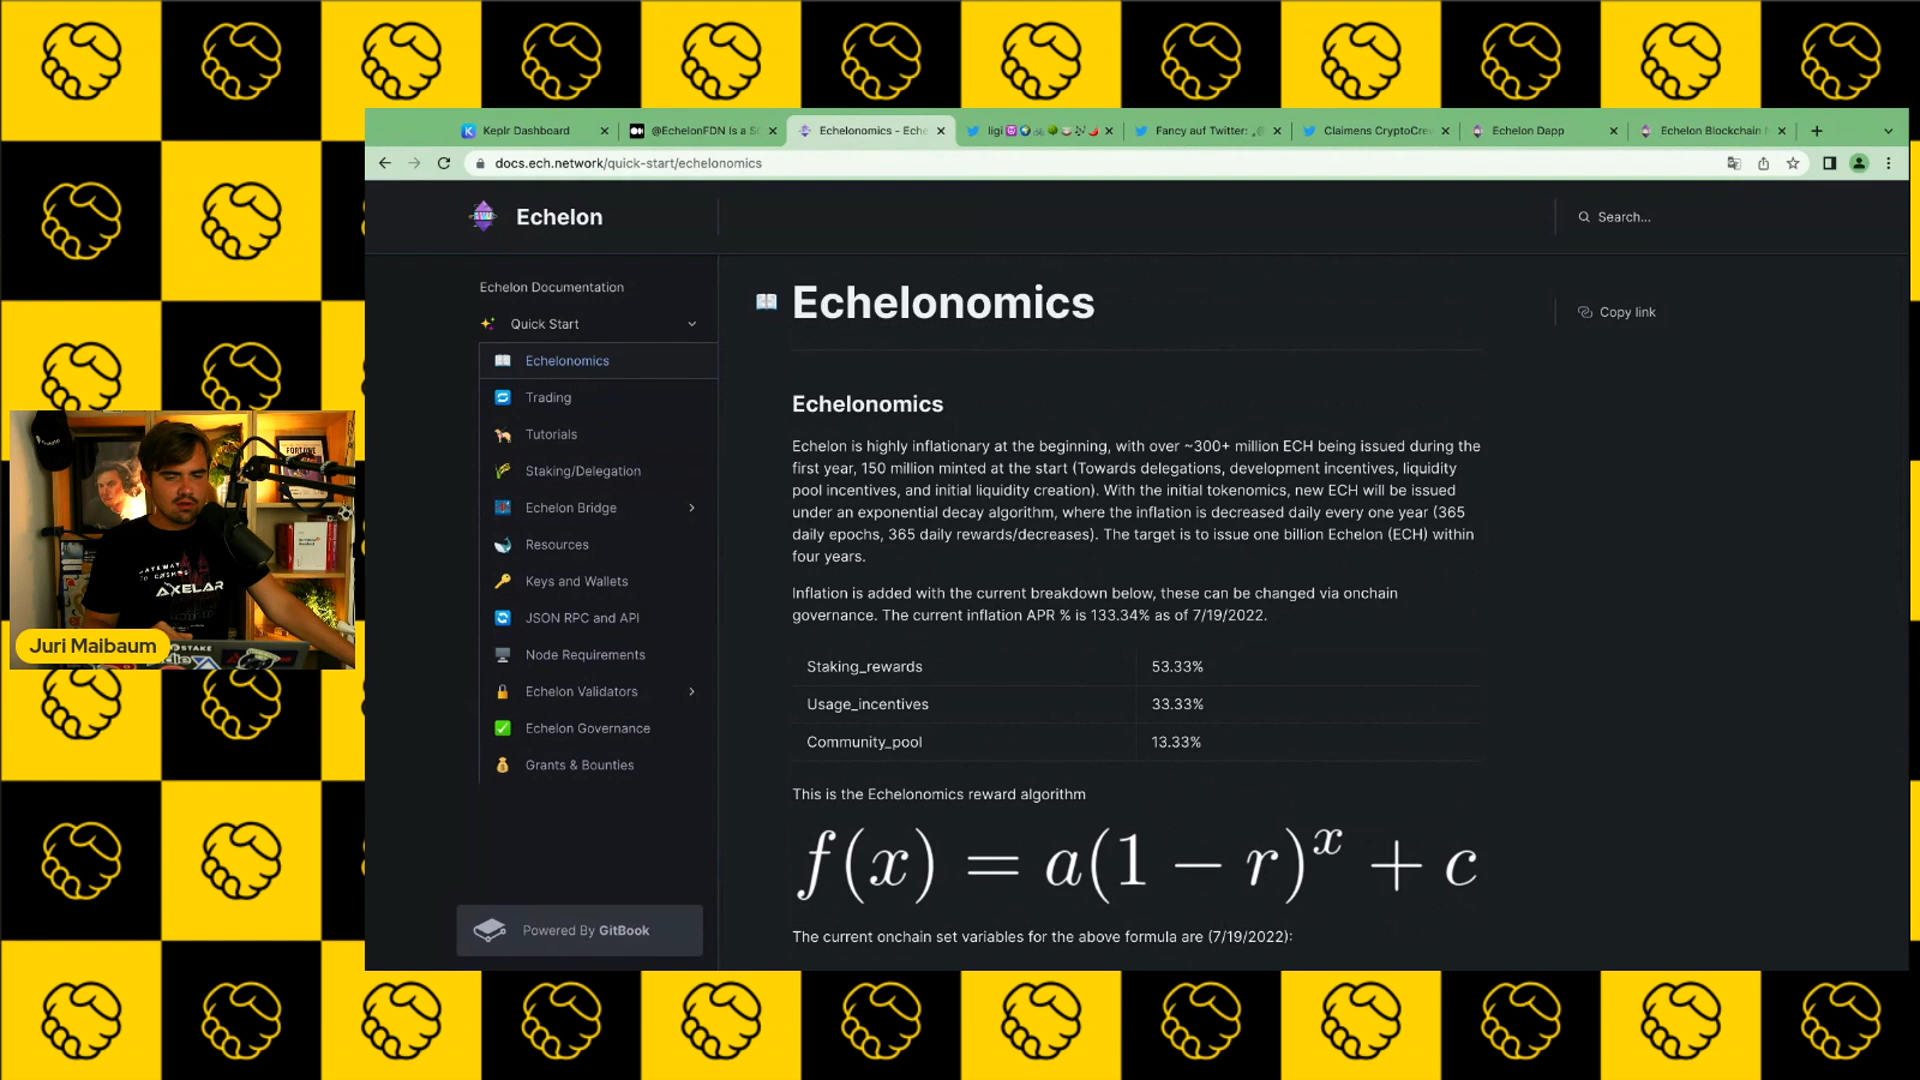 Keplr Dashboard
@EchelonFDN Is a S
Echelonomics - Eche
ligi
Fancy auf Twitter:
Claimens CryptoCre
Echelon Dapp
Echelon Blockchain
docs.ech.network/quick-start/echelonomics
Echelon
Search...
Echelon Documentation
Quick Start
Echelonomics
Trading
Tutorials
Staking/Delegation
Echelon Bridge
Resources
Keys and Wallets
JSON RPC and API
Node Requirements
Echelon Validators
Echelon Governance
Grants & Bounties
Powered By GitBook
Echelonomics
Copy link
Echelonomics
Echelon is highly inflationary at the beginning, with over ~300+ million ECH being issued during the
first year, 150 million minted at the start (Towards delegations, development incentives, liquidity
pool incentives, and initial liquidity creation). With the initial tokenomics, new ECH will be issued
under an exponential decay algorithm, where the inflation is decreased daily every one year (365
daily epochs, 365 daily rewards/decreases). The target is to issue one billion Echelon (ECH) within
four years.
Inflation is added with the current breakdown below, these can be changed via onchain
governance. The current inflation APR % is 133.34% as of 7/19/2022.
Staking_rewards 53.33%
Usage_incentives 33.33%
Community_pool 13.33%
This is the Echelonomics reward algorithm
f(x) = a(1 − r)^x + c
The current onchain set variables for the above formula are (7/19/2022):
GATEWAY
TO COSMOS
AXELAR
Juri Maibaum